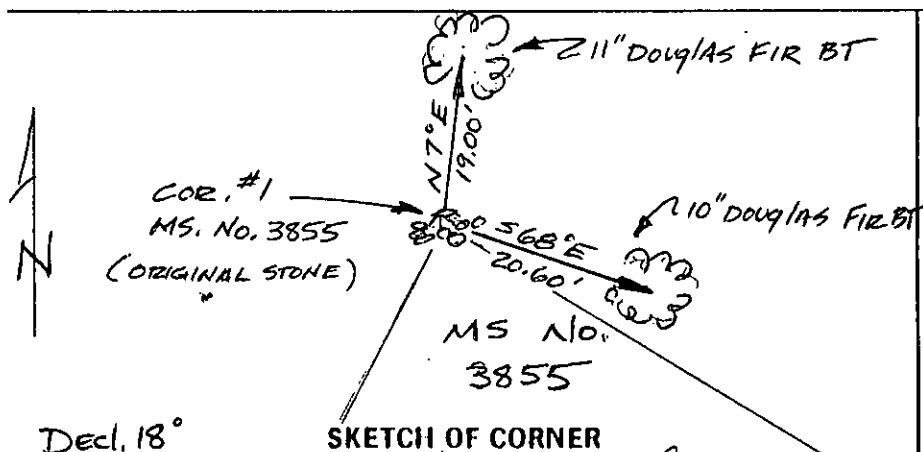 11" DOUGLAS FIR BT
N7°E
19.00'
COR. #1
MS. No. 3855
(ORIGINAL STONE)
N
S68°E
20.60'
10" DOUGLAS FIR BT
MS No.
3855
Decl. 18°
SKETCH OF CORNER